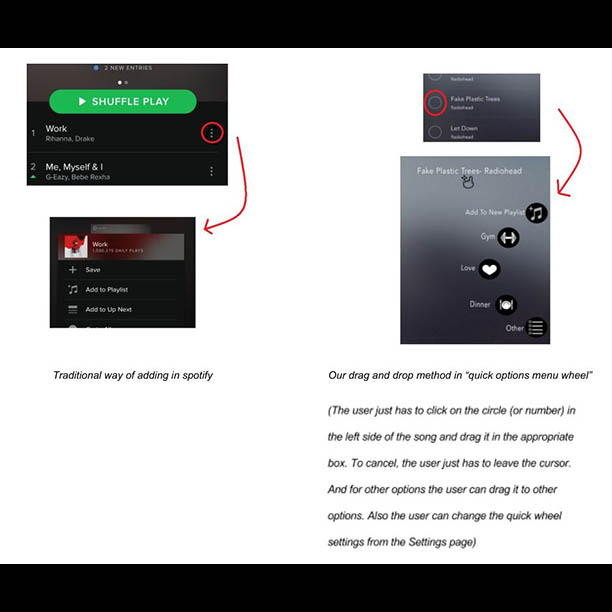 2 NEW ENTRIES
SHUFFLE PLAY
1 Work
Rihanna, Drake
2 Me, Myself & I
G-Eazy, Bebe Rexha
Work
DAILY PLAYS
Save
Add to Playlist
Add to Up Next
Traditional way of adding in spotify
Radiohead
Fake Plastic Trees
Radiohead
Let Down
Radiohead
Fake Plastic Trees- Radiohead
Add To New Playlist
Gym
Love
Dinner
Other
Our drag and drop method in “quick options menu wheel”
(The user just has to click on the circle (or number) in
the left side of the song and drag it in the appropriate
box. To cancel, the user just has to leave the cursor.
And for other options the user can drag it to other
options. Also the user can change the quick wheel
settings from the Settings page)